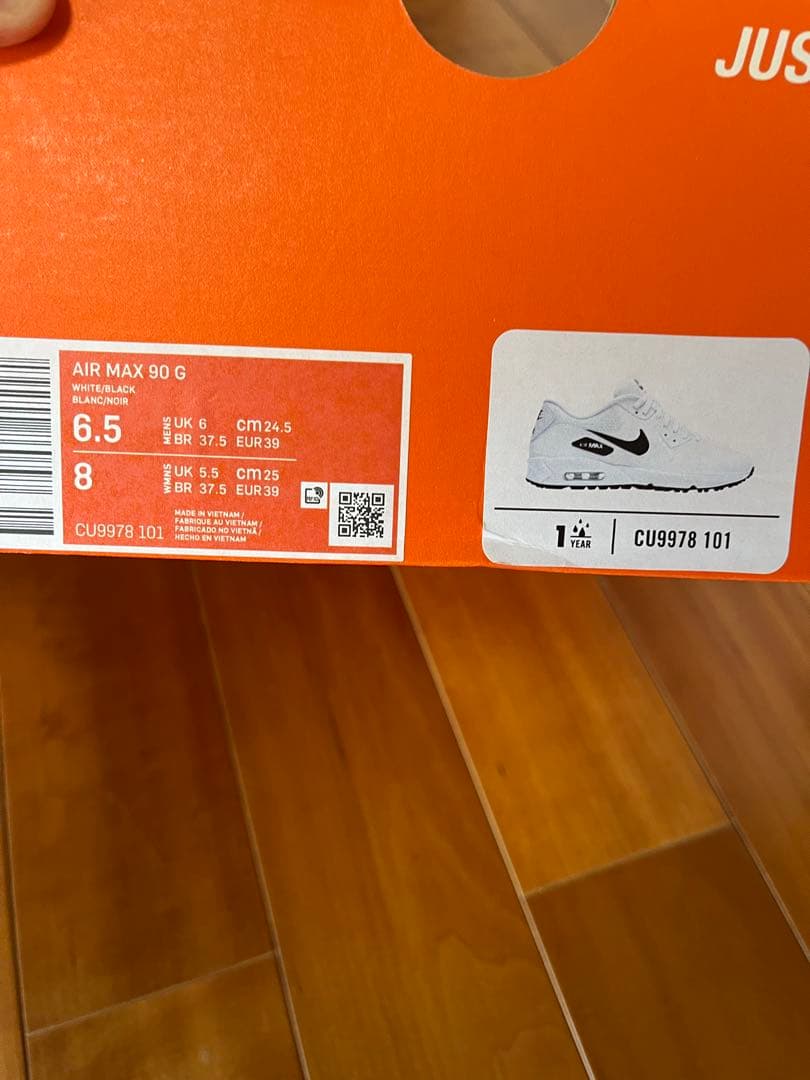 JUS
AIR MAX 90 G
WHITE/BLACK
BLANC/NOIR
6.5 MENS UK 6 cm 24.5
BR 37.5 EUR 39
8 WMNS UK 5.5 cm 25
BR 37.5 EUR 39
CU9978 101
MADE IN VIETNAM /
FABRIQUE AU VIETNAM /
FABRICADO NO VIETNÃ /
HECHO EN VIETNAM
AIR MAX
1 YEAR CU9978 101